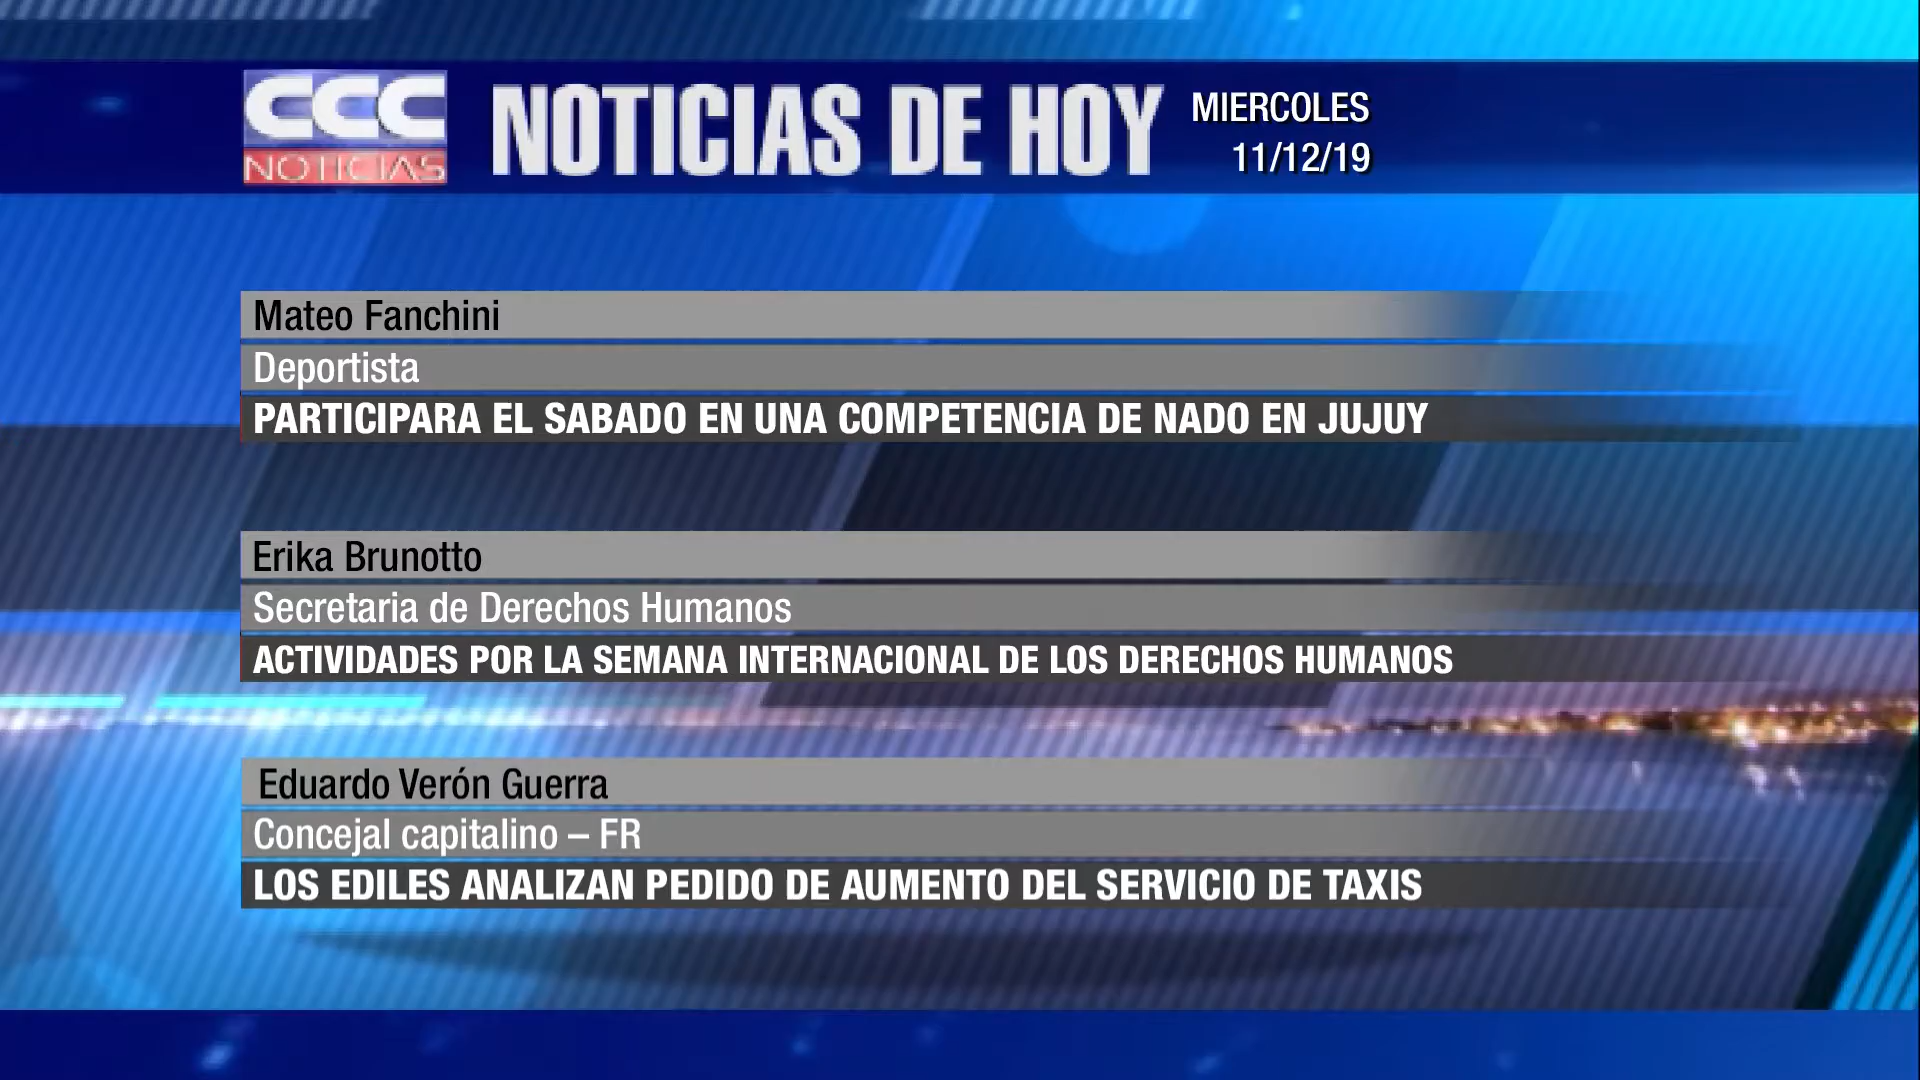 CCC
NOTICIAS
NOTICIAS DE HOY
MIERCOLES
11/12/19
Mateo Fanchini
Deportista
PARTICIPARA EL SABADO EN UNA COMPETENCIA DE NADO EN JUJUY
Erika Brunotto
Secretaria de Derechos Humanos
ACTIVIDADES POR LA SEMANA INTERNACIONAL DE LOS DERECHOS HUMANOS
Eduardo Verón Guerra
Concejal capitalino – FR
LOS EDILES ANALIZAN PEDIDO DE AUMENTO DEL SERVICIO DE TAXIS